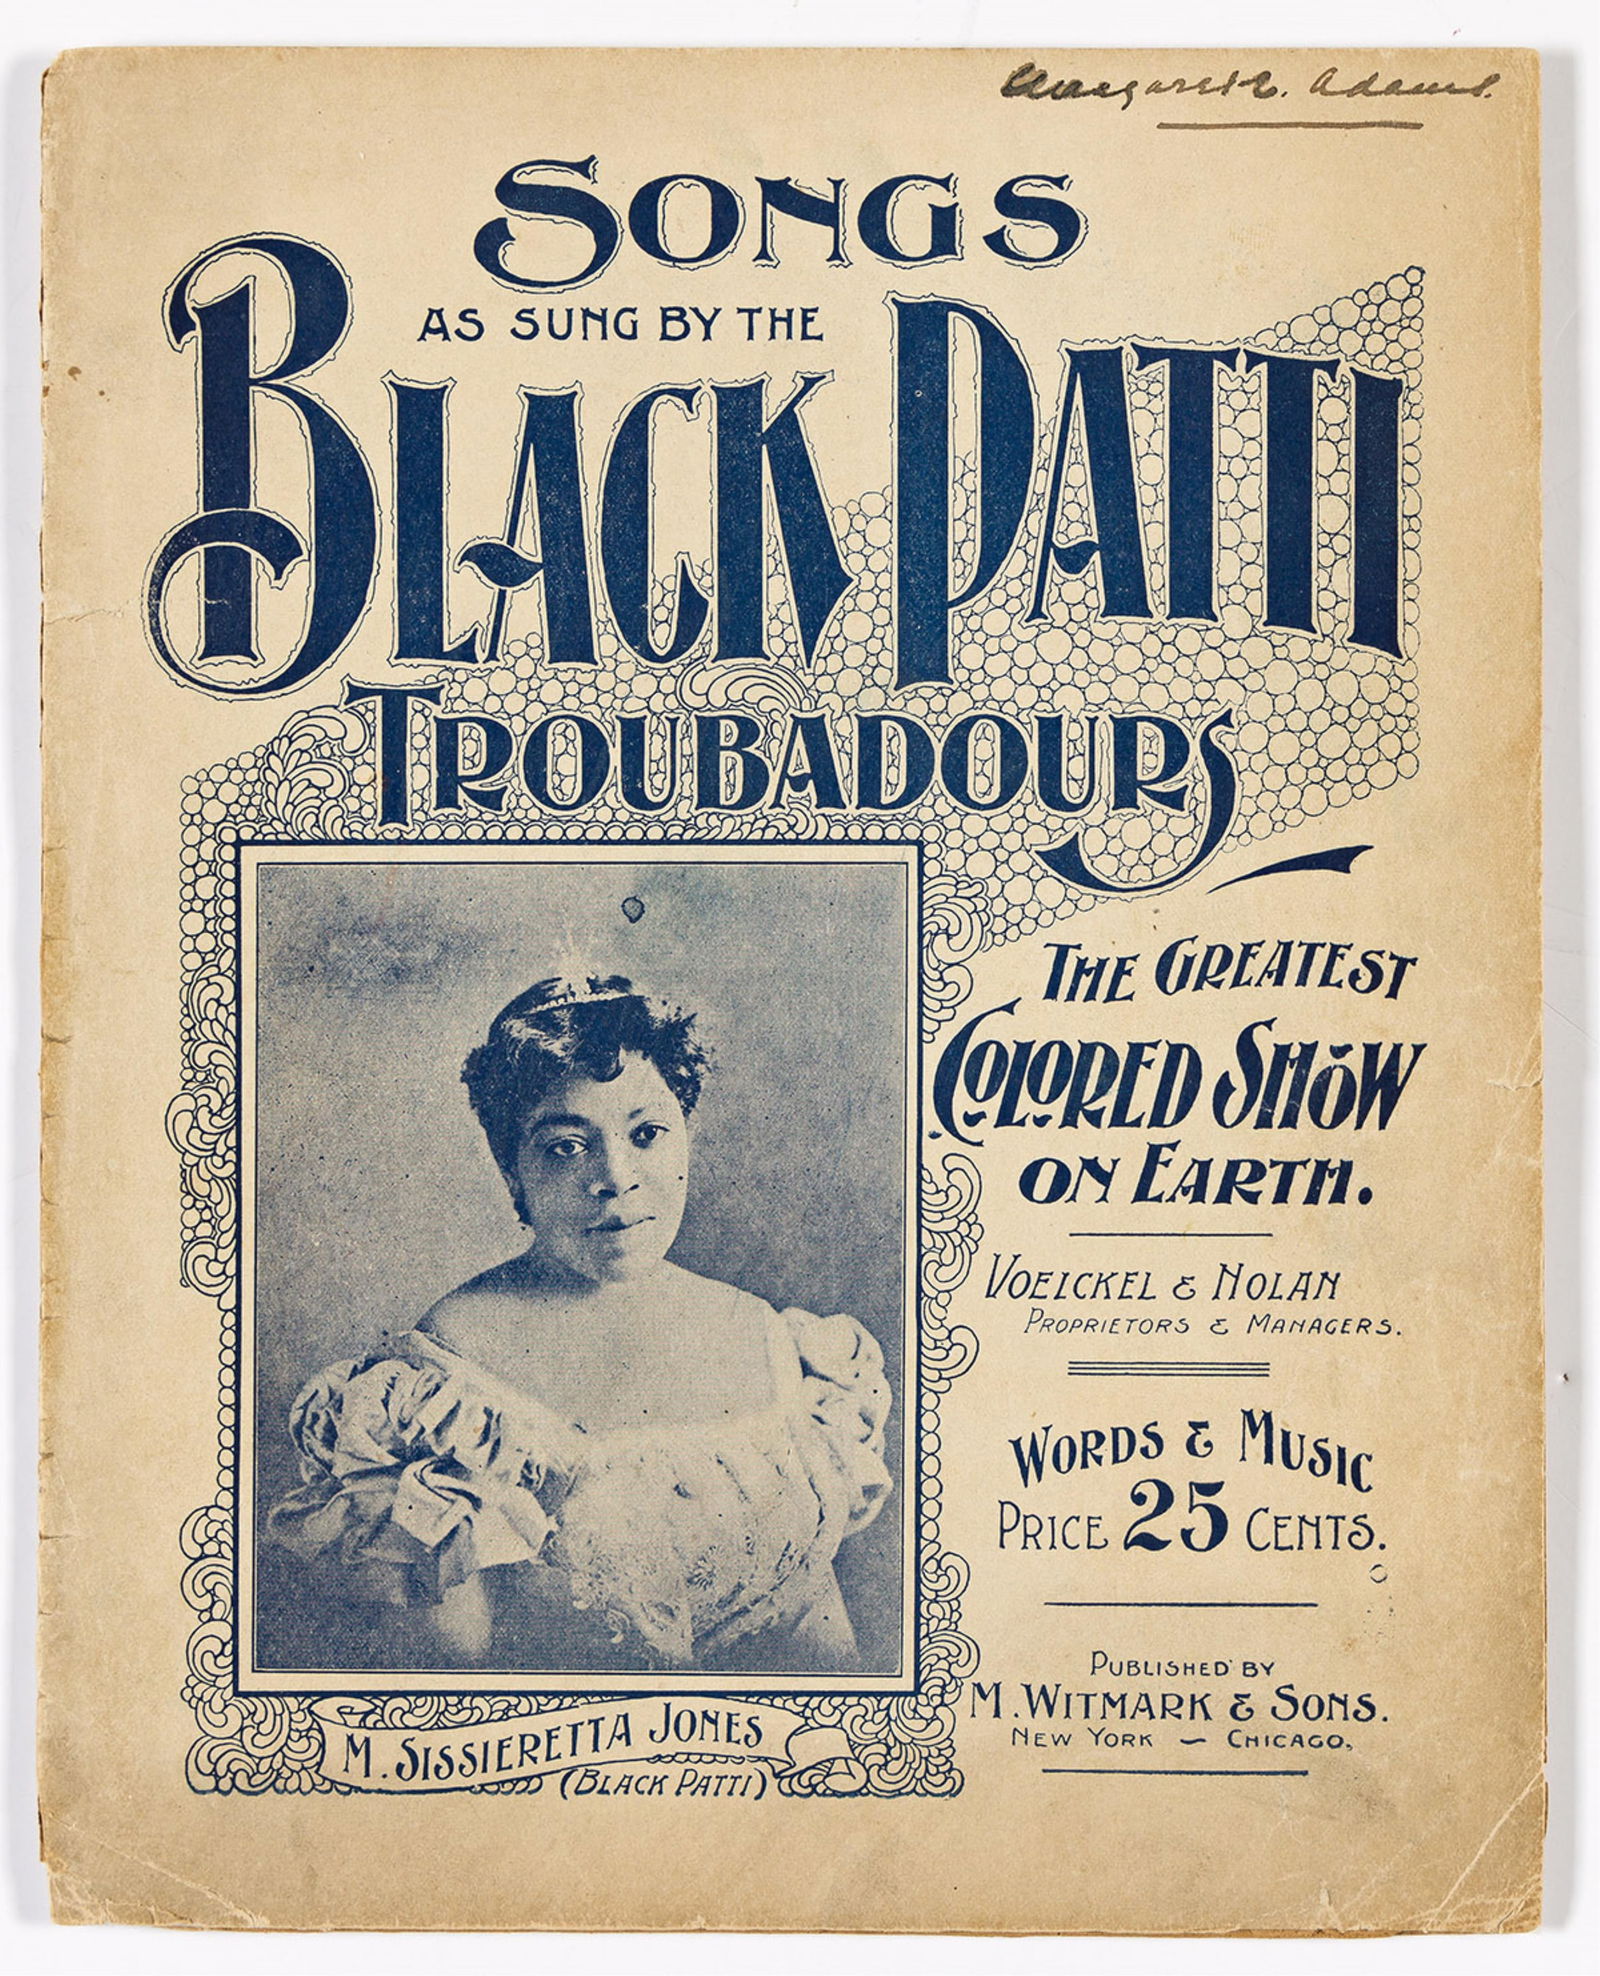 Margaret R. Adams.
SONGS
AS SUNG BY THE
BLACK PATTI
TROUBADOURS
THE GREATEST
COLORED SHOW
ON EARTH.
VOELCKEL & NOLAN
PROPRIETORS & MANAGERS.
WORDS & MUSIC
PRICE 25 CENTS.
PUBLISHED BY
M. WITMARK & SONS.
NEW YORK — CHICAGO.
M. SISSIERETTA JONES
(BLACK PATTI)